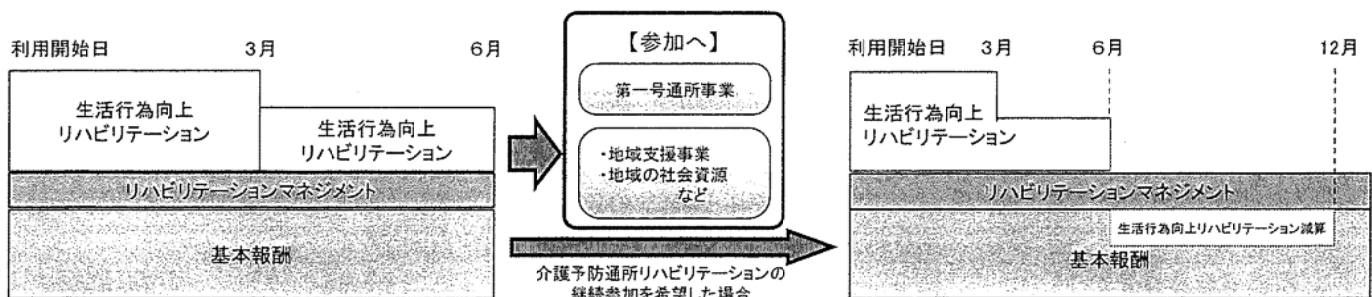 利用開始日 3月 6月
生活行為向上
リハビリテーション
生活行為向上
リハビリテーション
リハビリテーションマネジメント
基本報酬
【参加へ】
第一号通所事業
・地域支援事業
・地域の社会資源
など
介護予防通所リハビリテーションの
継続参加を希望した場合
利用開始日 3月 6月 12月
生活行為向上
リハビリテーション
リハビリテーションマネジメント
生活行為向上リハビリテーション減算
基本報酬